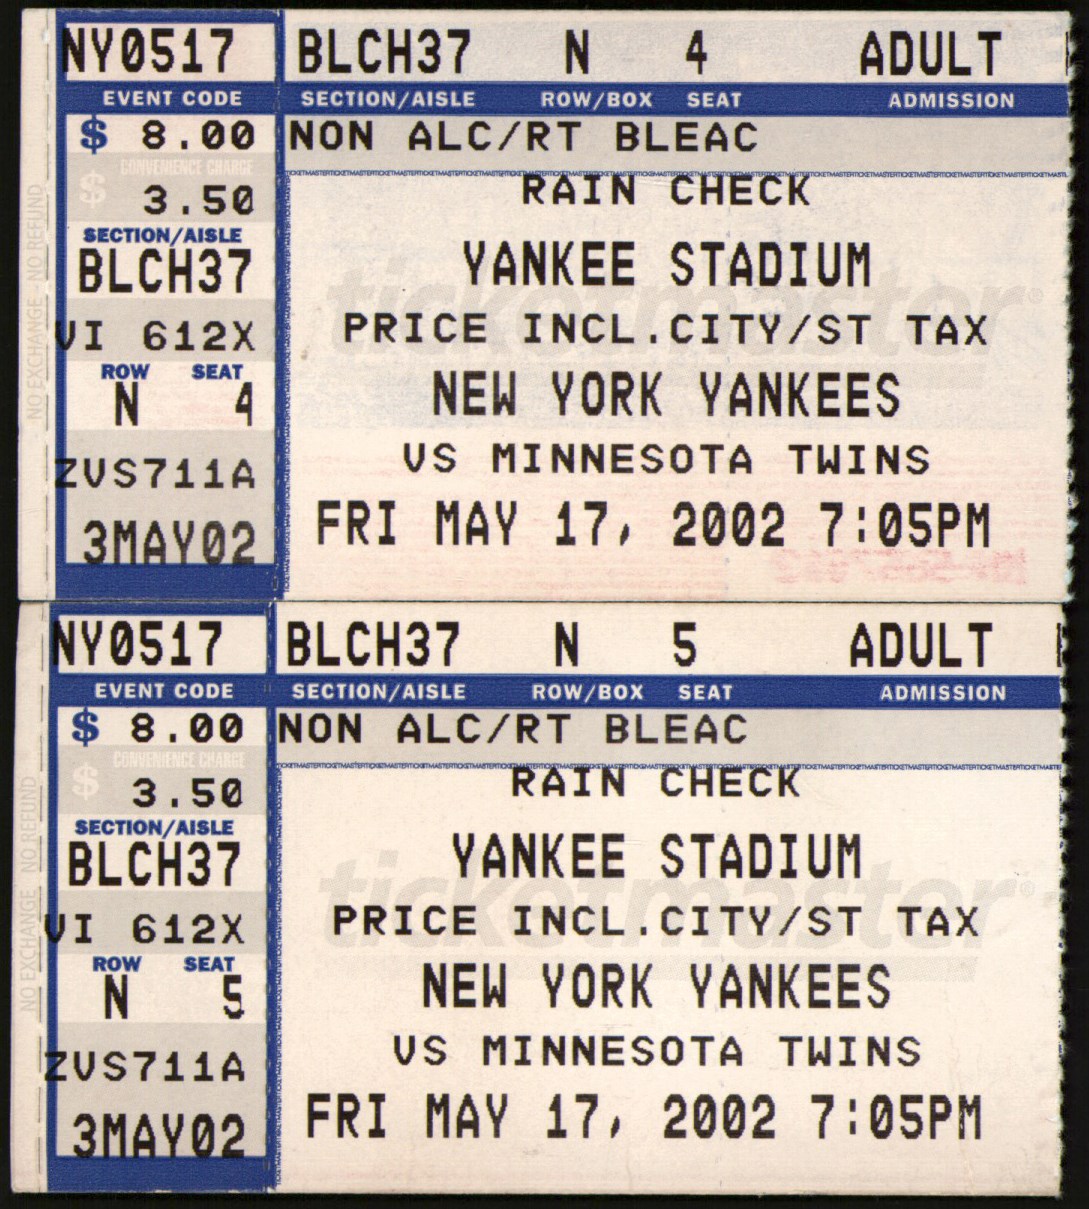 NY0517 BLCH37 N 4 ADULT
EVENT CODE SECTION/AISLE ROW/BOX SEAT ADMISSION
$ 8.00 NON ALC/RT BLEAC
CONVENIENCE CHARGE
$ 3.50 RAIN CHECK
SECTION/AISLE
BLCH37 YANKEE STADIUM
VI 612X PRICE INCL.CITY/ST TAX
ROW SEAT
N 4 NEW YORK YANKEES
ZVS711A VS MINNESOTA TWINS
3MAY02 FRI MAY 17, 2002 7:05PM
ticketmaster®
NO EXCHANGE - NO REFUND
NY0517 BLCH37 N 5 ADULT
EVENT CODE SECTION/AISLE ROW/BOX SEAT ADMISSION
$ 8.00 NON ALC/RT BLEAC
CONVENIENCE CHARGE
$ 3.50 RAIN CHECK
SECTION/AISLE
BLCH37 YANKEE STADIUM
VI 612X PRICE INCL.CITY/ST TAX
ROW SEAT
N 5 NEW YORK YANKEES
ZVS711A VS MINNESOTA TWINS
3MAY02 FRI MAY 17, 2002 7:05PM
ticketmaster®
NO EXCHANGE NO REFUND